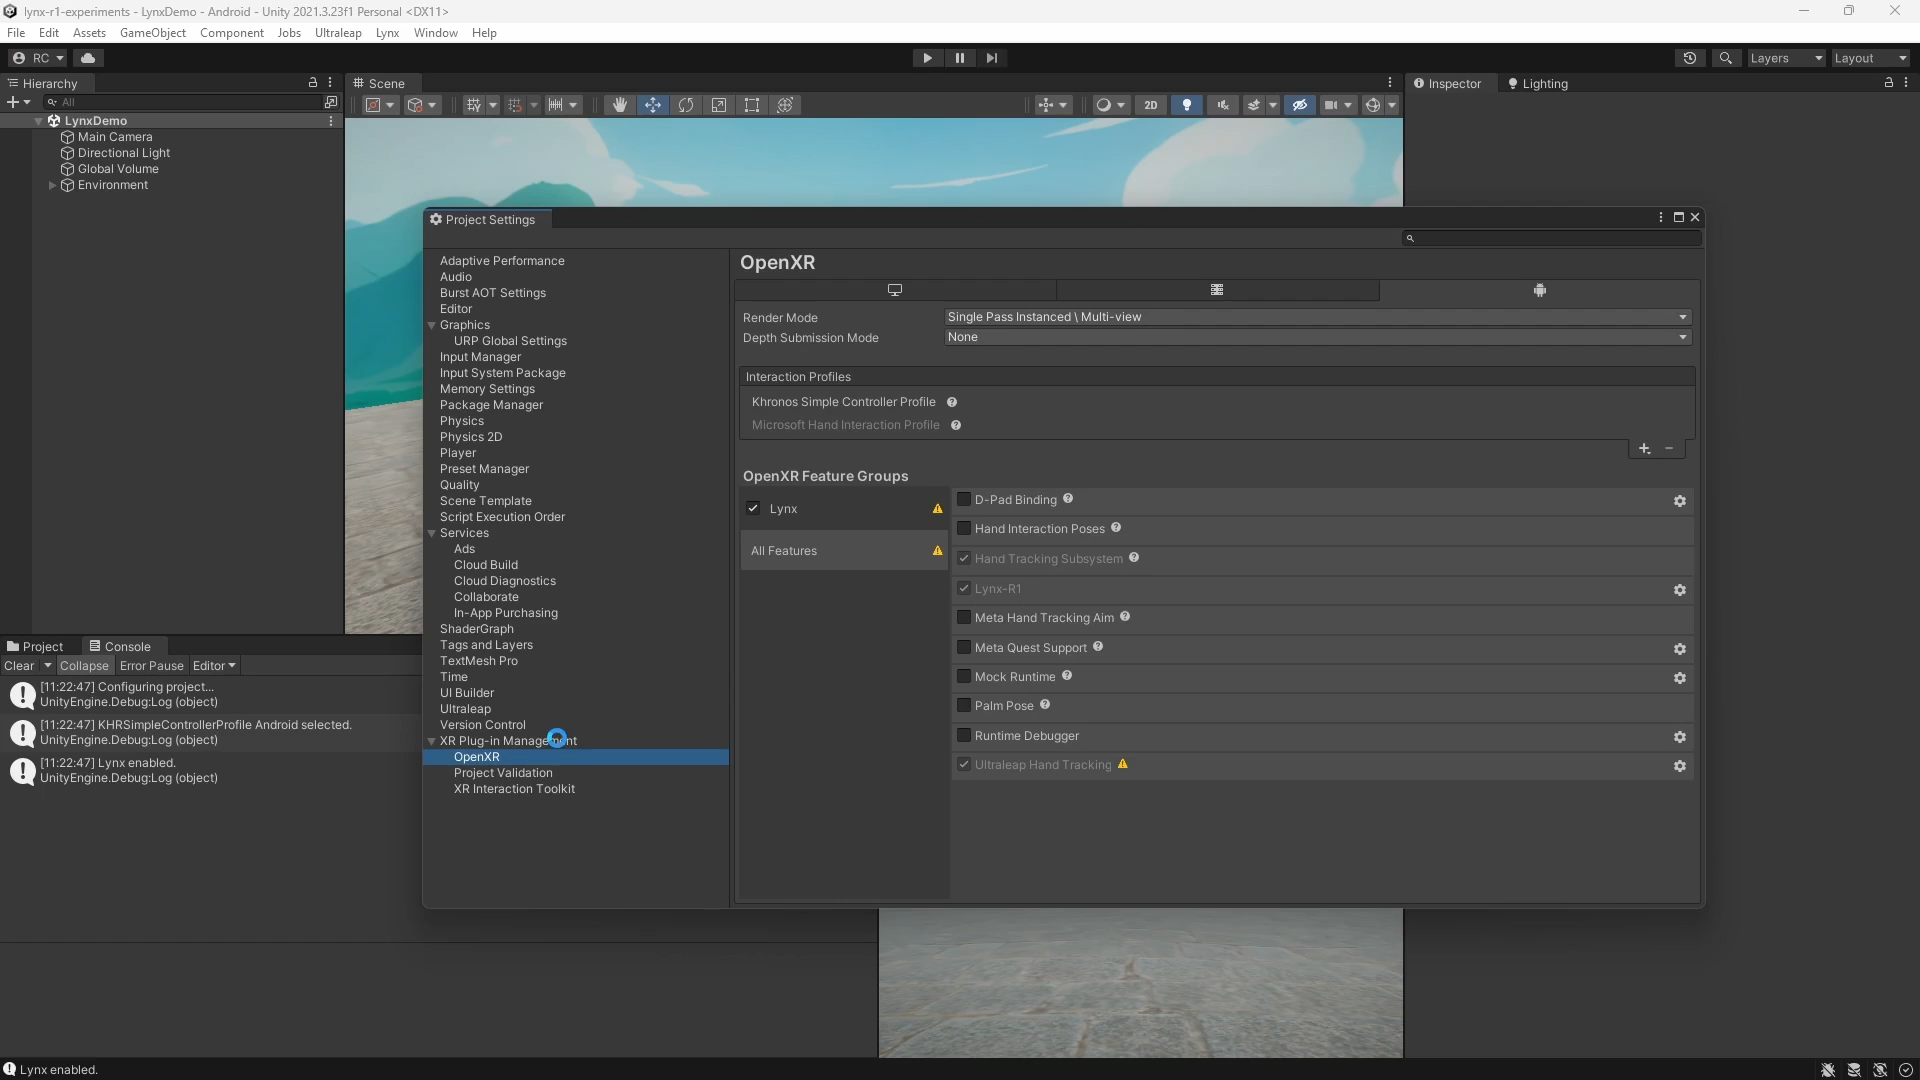 lynx-r1-experiments - LynxDemo - Android - Unity 2021.3.23f1 Personal <DX11>
File Edit Assets GameObject Component Jobs Ultraleap Lynx Window Help
RC
Layers
Layout
Hierarchy
All
LynxDemo
Main Camera
Directional Light
Global Volume
Environment
Scene
2D
Inspector
Lighting
Project Settings
Adaptive Performance
Audio
Burst AOT Settings
Editor
Graphics
URP Global Settings
Input Manager
Input System Package
Memory Settings
Package Manager
Physics
Physics 2D
Player
Preset Manager
Quality
Scene Template
Script Execution Order
Services
Ads
Cloud Build
Cloud Diagnostics
Collaborate
In-App Purchasing
ShaderGraph
Tags and Layers
TextMesh Pro
Time
UI Builder
Ultraleap
Version Control
XR Plug-in Management
OpenXR
Project Validation
XR Interaction Toolkit
OpenXR
Render Mode
Single Pass Instanced \ Multi-view
Depth Submission Mode
None
Interaction Profiles
Khronos Simple Controller Profile
Microsoft Hand Interaction Profile
OpenXR Feature Groups
Lynx
All Features
D-Pad Binding
Hand Interaction Poses
Hand Tracking Subsystem
Lynx-R1
Meta Hand Tracking Aim
Meta Quest Support
Mock Runtime
Palm Pose
Runtime Debugger
Ultraleap Hand Tracking
Project
Console
Clear Collapse Error Pause Editor
[11:22:47] Configuring project...
UnityEngine.Debug:Log (object)
[11:22:47] KHRSimpleControllerProfile Android selected.
UnityEngine.Debug:Log (object)
[11:22:47] Lynx enabled.
UnityEngine.Debug:Log (object)
Lynx enabled.